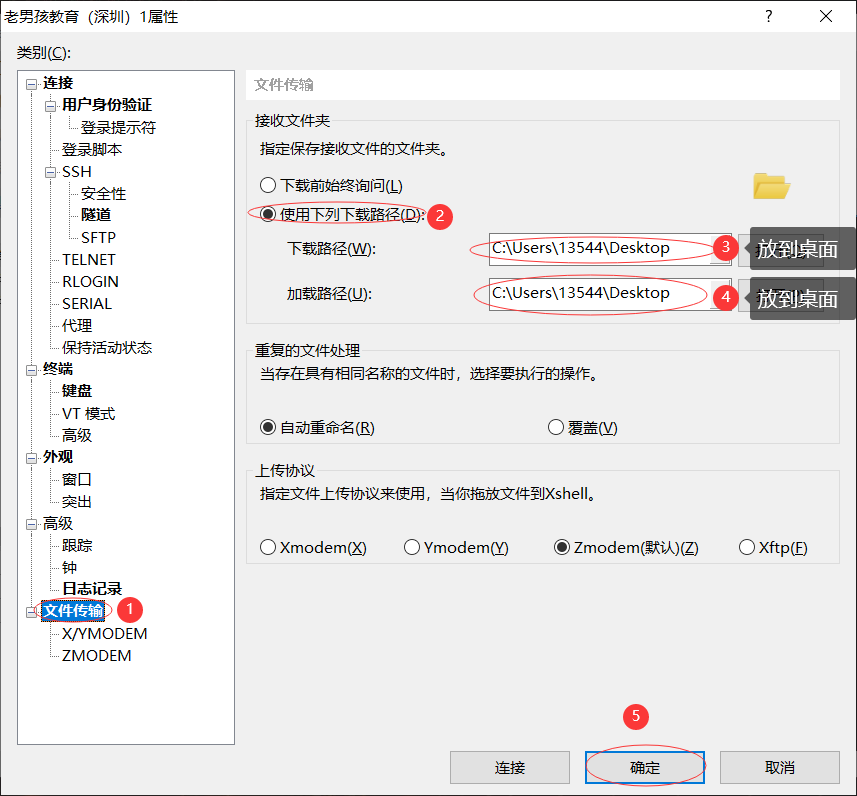 老男孩教育（深圳）1属性
?
类别(C):
连接
用户身份验证
登录提示符
登录脚本
SSH
安全性
隧道
SFTP
TELNET
RLOGIN
SERIAL
代理
保持活动状态
终端
键盘
VT 模式
高级
外观
窗口
突出
高级
跟踪
钟
日志记录
文件传输 1
X/YMODEM
ZMODEM
文件传输
接收文件夹
指定保存接收文件的文件夹。
下载前始终询问(L)
使用下列下载路径(D): 2
下载路径(W): C:\Users\13544\Desktop 3 放到桌面
加载路径(U): C:\Users\13544\Desktop 4 放到桌面
重复的文件处理
当存在具有相同名称的文件时，选择要执行的操作。
自动重命名(R) 覆盖(V)
上传协议
指定文件上传协议来使用，当你拖放文件到Xshell。
Xmodem(X) Ymodem(Y) Zmodem(默认)(Z) Xftp(F)
5
连接 确定 取消